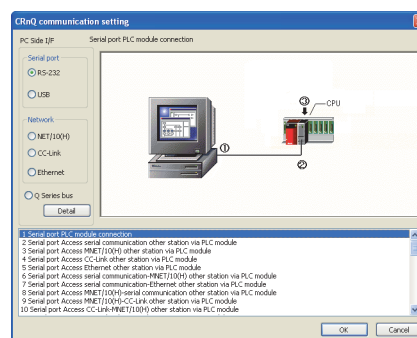 CRnQ communication setting
PC Side I/F
Serial port PLC module connection
Serial port
RS-232
USB
Network
NET/10(H)
CC-Link
Ethernet
Q Series bus
Detail
③
CPU
①
②
1 Serial port PLC module connection
2 Serial port Access serial communication other station via PLC module
3 Serial port Access MNET/10(H) other station via PLC module
4 Serial port Access CC-Link other station via PLC module
5 Serial port Access Ethernet other station via PLC module
6 Serial port Access serial communication-MNET/10(H) other station via PLC module
7 Serial port Access serial communication-Ethernet other station via PLC module
8 Serial port Access MNET/10(H)-serial communication other station via PLC module
9 Serial port Access MNET/10(H)-CC-Link other station via PLC module
10 Serial port Access CC-Link-MNET/10(H) other station via PLC module
OK
Cancel